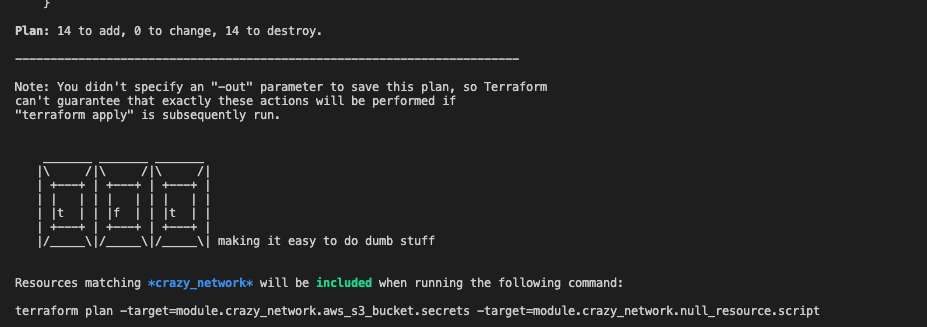 }
Plan: 14 to add, 0 to change, 14 to destroy.
------------------------------------------------------------------------
Note: You didn't specify an "-out" parameter to save this plan, so Terraform
can't guarantee that exactly these actions will be performed if
"terraform apply" is subsequently run.
 _______ _______ _______
|\     /|\     /|\     /|
| +---+ | +---+ | +---+ |
| |   | | |   | | |   | |
| |t  | | |f  | | |t  | |
| +---+ | +---+ | +---+ |
|/_____\|/_____\|/_____\| making it easy to do dumb stuff
Resources matching *crazy_network* will be included when running the following command:
terraform plan -target=module.crazy_network.aws_s3_bucket.secrets -target=module.crazy_network.null_resource.script